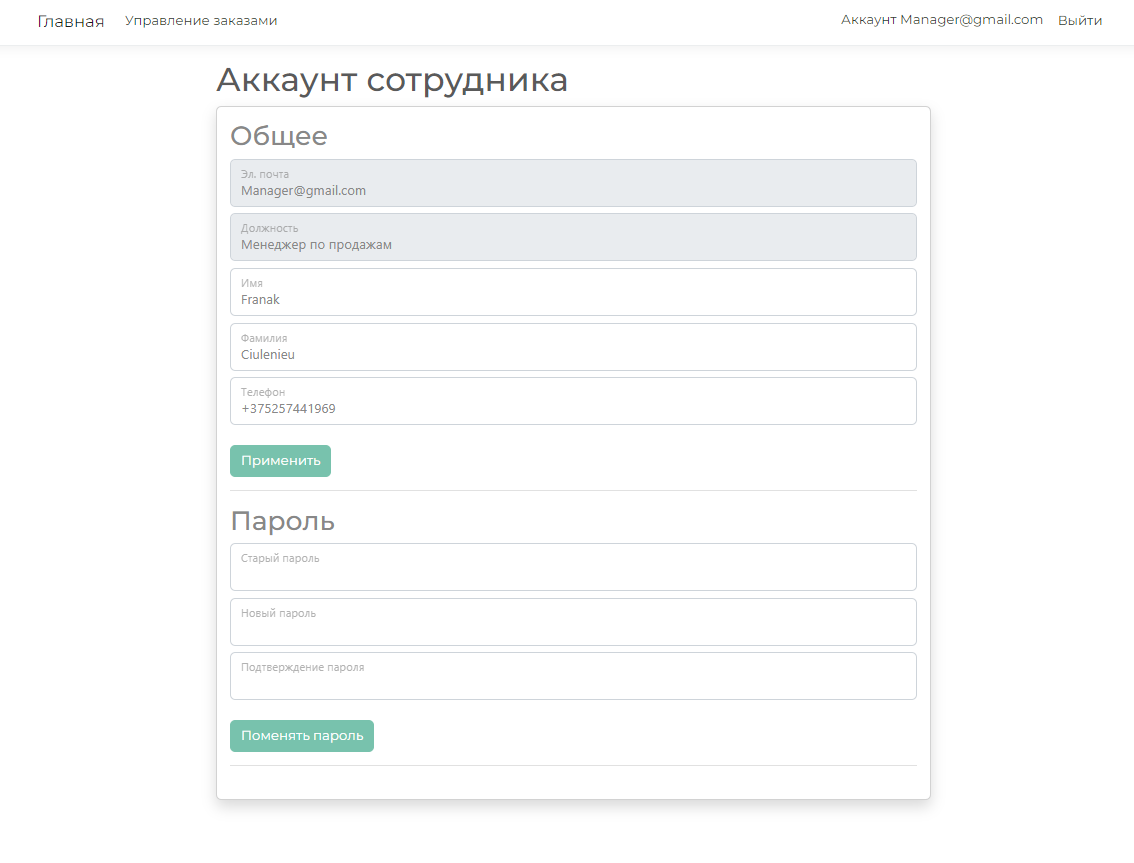 Главная Управление заказами Аккаунт Manager@gmail.com Выйти
Аккаунт сотрудника
Общее
Эл. почта
Manager@gmail.com
Должность
Менеджер по продажам
Имя
Franak
Фамилия
Ciulenieu
Телефон
+375257441969
Применить
Пароль
Старый пароль
Новый пароль
Подтверждение пароля
Поменять пароль